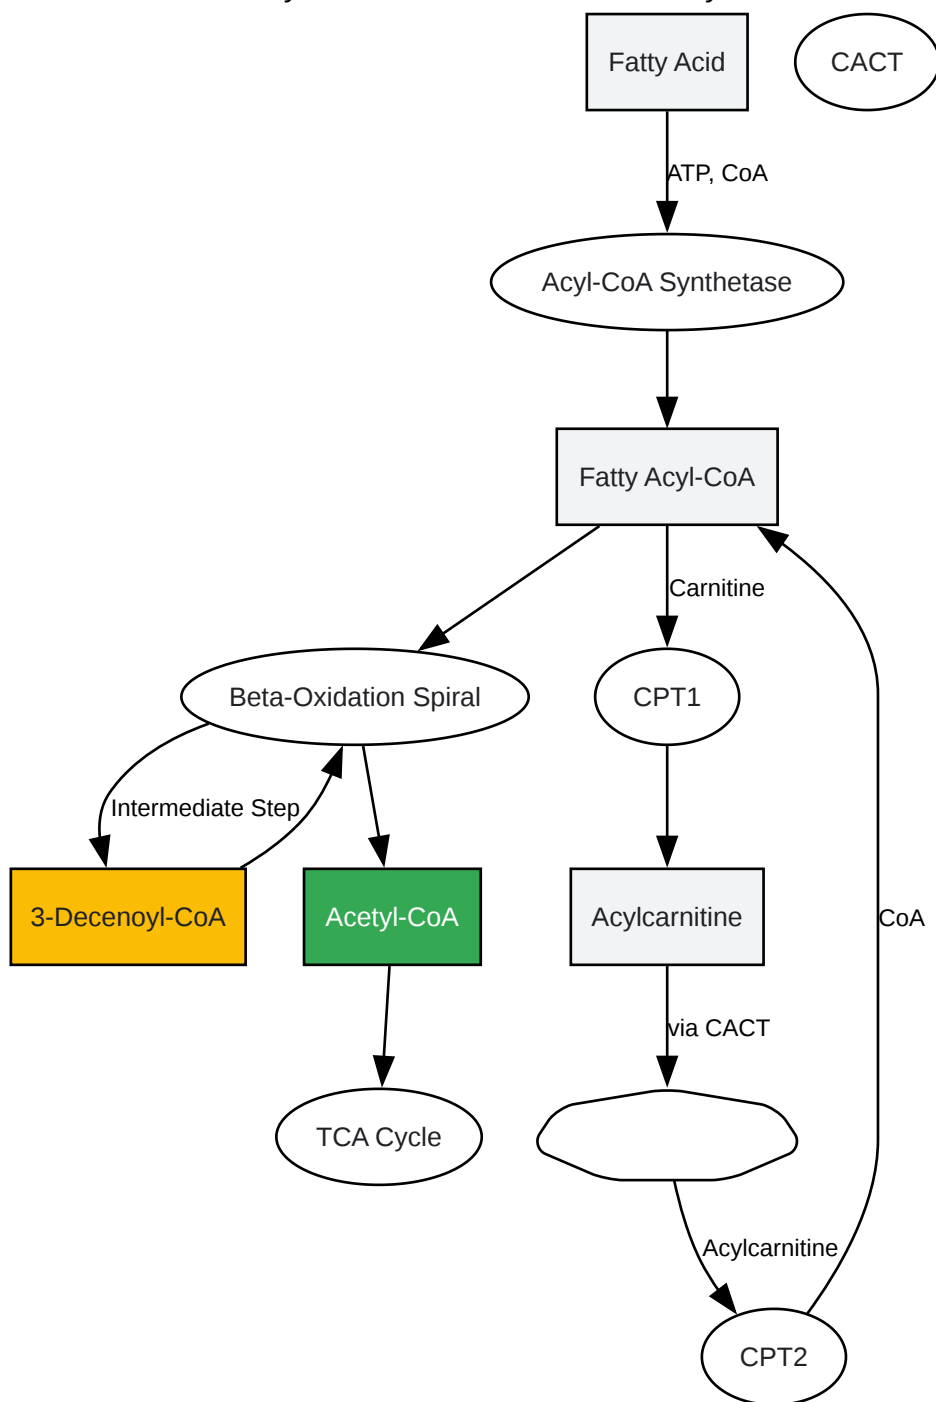 Fatty Acid
CACT
ATP, CoA
Acyl-CoA Synthetase
Fatty Acyl-CoA
Carnitine
Beta-Oxidation Spiral
CPT1
Intermediate Step
3-Decenoyl-CoA
Acetyl-CoA
Acylcarnitine
CoA
via CACT
TCA Cycle
Acylcarnitine
CPT2